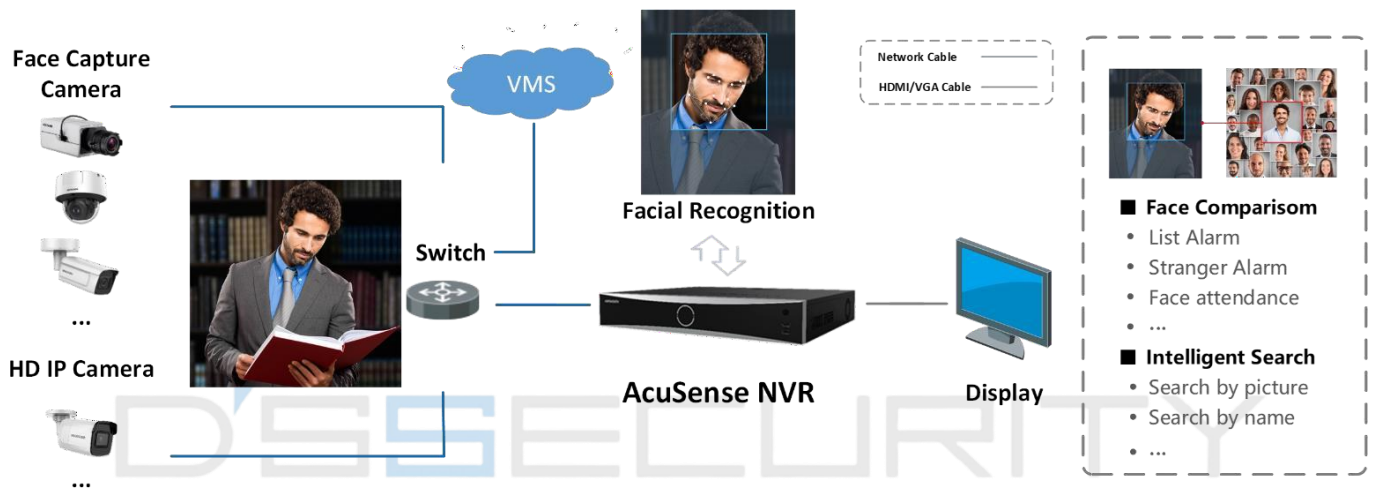 Face Capture
Camera
...
HD IP Camera
...
VMS
Switch
Facial Recognition
AcuSense NVR
Display
Network Cable
HDMI/VGA Cable
■ Face Comparisom
• List Alarm
• Stranger Alarm
• Face attendance
• ...
■ Intelligent Search
• Search by picture
• Search by name
• ...
D'SSECURITY